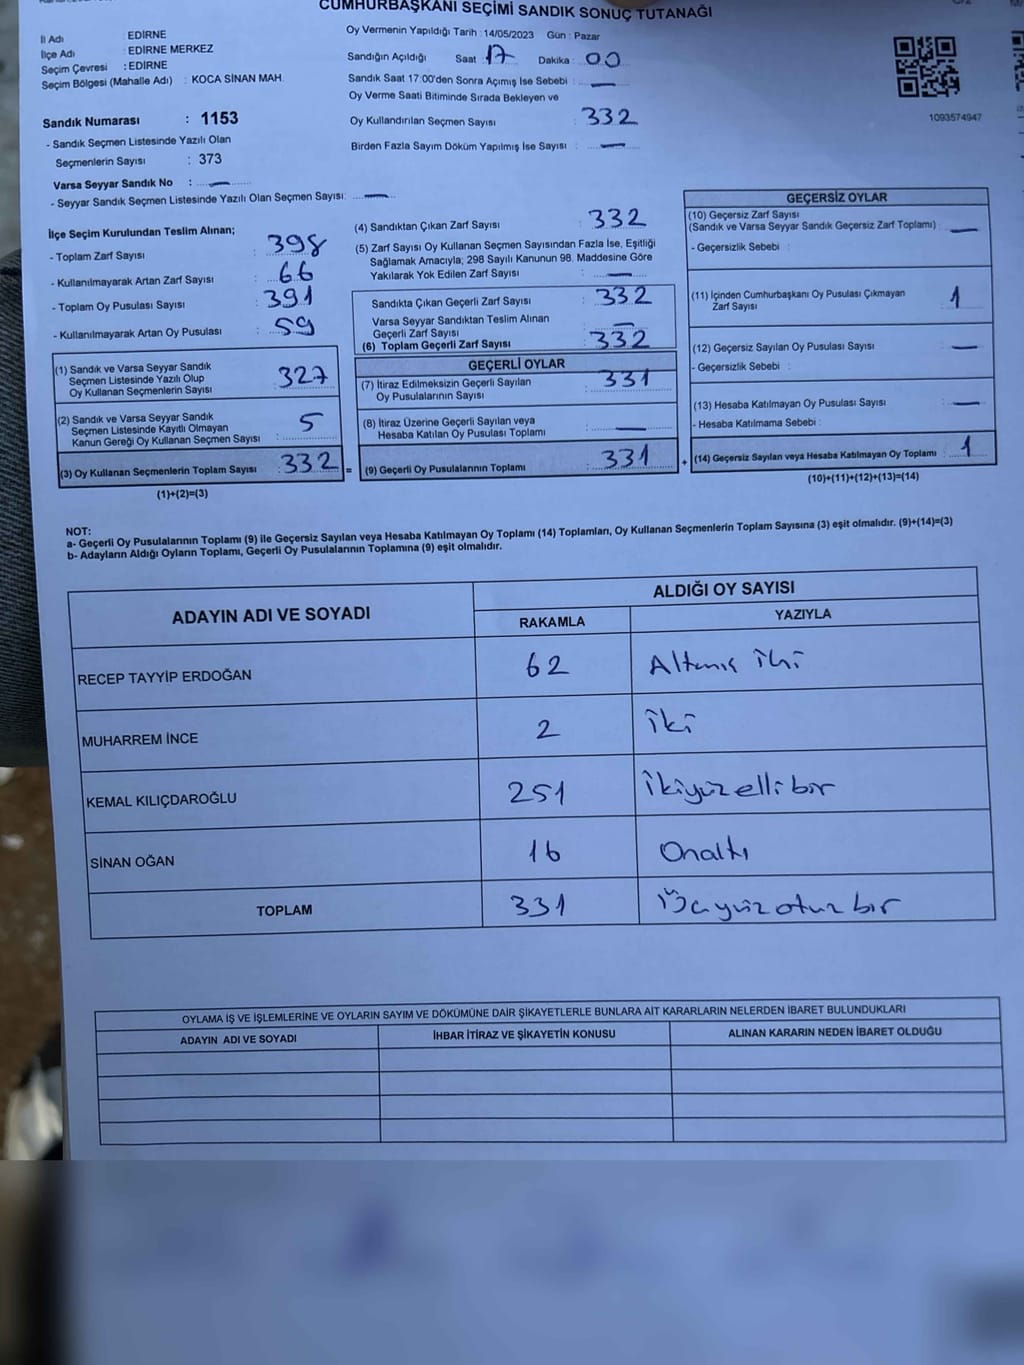 CUMHURBAŞKANI SEÇİMİ SANDIK SONUÇ TUTANAĞI
İl Adı : EDİRNE
İlçe Adı : EDİRNE MERKEZ
Seçim Çevresi : EDİRNE
Seçim Bölgesi (Mahalle Adı) : KOCA SİNAN MAH.
Sandık Numarası : 1153
- Sandık Seçmen Listesinde Yazılı Olan
Seçmenlerin Sayısı : 373
Varsa Seyyar Sandık No : —
- Seyyar Sandık Seçmen Listesinde Yazılı Olan Seçmen Sayısı: —
Oy Vermenin Yapıldığı Tarih : 14/05/2023 Gün : Pazar
Sandığın Açıldığı Saat : 17 Dakika : 00
Sandık Saat 17:00'den Sonra Açımış İse Sebebi : —
Oy Verme Saati Bitiminde Sırada Bekleyen ve
Oy Kullandırılan Seçmen Sayısı : 332
Birden Fazla Sayım Döküm Yapılmış İse Sayısı : —
1093574947
İlçe Seçim Kurulundan Teslim Alınan;
- Toplam Zarf Sayısı : 398
- Kullanılmayarak Artan Zarf Sayısı : 66
- Toplam Oy Pusulası Sayısı : 391
- Kullanılmayarak Artan Oy Pusulası : 59
(1) Sandık ve Varsa Seyyar Sandık
Seçmen Listesinde Yazılı Olup
Oy Kullanan Seçmenlerin Sayısı : 327
(2) Sandık ve Varsa Seyyar Sandık
Seçmen Listesinde Kayıtlı Olmayan
Kanun Gereği Oy Kullanan Seçmen Sayısı : 5
(3) Oy Kullanan Seçmenlerin Toplam Sayısı : 332 =
(1)+(2)=(3)
(4) Sandıktan Çıkan Zarf Sayısı : 332
(5) Zarf Sayısı Oy Kullanan Seçmen Sayısından Fazla İse, Eşitliği
Sağlamak Amacıyla; 298 Sayılı Kanunun 98. Maddesine Göre
Yakılarak Yok Edilen Zarf Sayısı : —
Sandıkta Çıkan Geçerli Zarf Sayısı : 332
Varsa Seyyar Sandıktan Teslim Alınan
Geçerli Zarf Sayısı : —
(6) Toplam Geçerli Zarf Sayısı : 332
GEÇERLİ OYLAR
(7) İtiraz Edilmeksizin Geçerli Sayılan
Oy Pusulalarının Sayısı : 331
(8) İtiraz Üzerine Geçerli Sayılan veya
Hesaba Katılan Oy Pusulası Toplamı : —
(9) Geçerli Oy Pusulalarının Toplamı : 331 +
GEÇERSİZ OYLAR
(10) Geçersiz Zarf Sayısı
(Sandık ve Varsa Seyyar Sandık Geçersiz Zarf Toplamı) : —
- Geçersizlik Sebebi :
(11) İçinden Cumhurbaşkanı Oy Pusulası Çıkmayan
Zarf Sayısı : 1
(12) Geçersiz Sayılan Oy Pusulası Sayısı : —
- Geçersizlik Sebebi :
(13) Hesaba Katılmayan Oy Pusulası Sayısı : —
- Hesaba Katılmama Sebebi :
(14) Geçersiz Sayılan veya Hesaba Katılmayan Oy Toplamı : 1
(10)+(11)+(12)+(13)=(14)
NOT:
a- Geçerli Oy Pusulalarının Toplamı (9) ile Geçersiz Sayılan veya Hesaba Katılmayan Oy Toplamı (14) Toplamları, Oy Kullanan Seçmenlerin Toplam Sayısına (3) eşit olmalıdır. (9)+(14)=(3)
b- Adayların Aldığı Oyların Toplamı, Geçerli Oy Pusulalarının Toplamına (9) eşit olmalıdır.
ADAYIN ADI VE SOYADI ALDIĞI OY SAYISI
RAKAMLA YAZIYLA
RECEP TAYYİP ERDOĞAN 62 Altmış iki
MUHARREM İNCE 2 iki
KEMAL KILIÇDAROĞLU 251 ikiyüzellibir
SİNAN OĞAN 16 Onaltı
TOPLAM 331 Üçyüzotuzbir
OYLAMA İŞ VE İŞLEMLERİNE VE OYLARIN SAYIM VE DÖKÜMÜNE DAİR ŞİKAYETLERLE BUNLARA AİT KARARLARIN NELERDEN İBARET BULUNDUKLARI
ADAYIN ADI VE SOYADI İHBAR İTİRAZ VE ŞİKAYETİN KONUSU ALINAN KARARIN NEDEN İBARET OLDUĞU